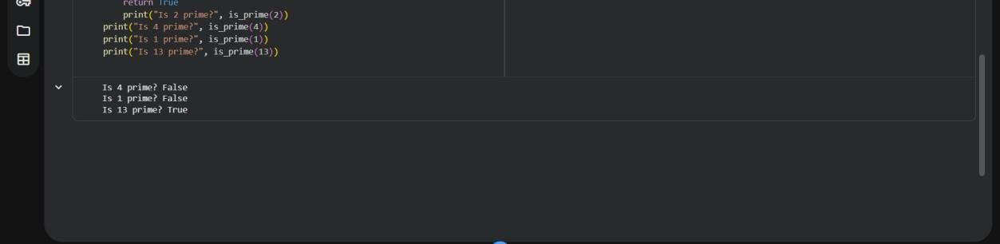 return True
print("Is 2 prime?", is_prime(2))
print("Is 4 prime?", is_prime(4))
print("Is 1 prime?", is_prime(1))
print("Is 13 prime?", is_prime(13))
Is 4 prime? False
Is 1 prime? False
Is 13 prime? True